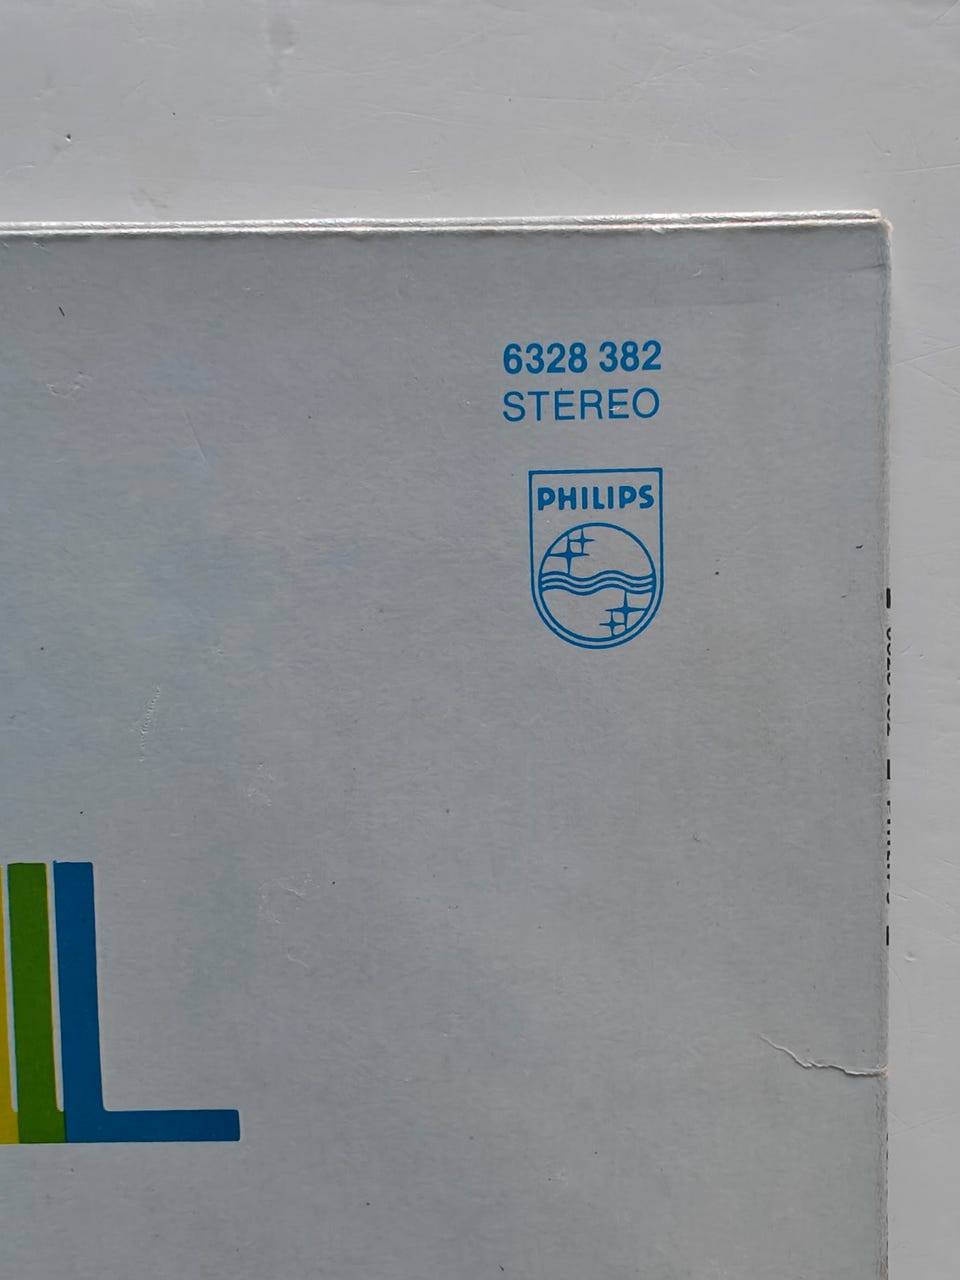 6328 382
STEREO
PHILIPS
L